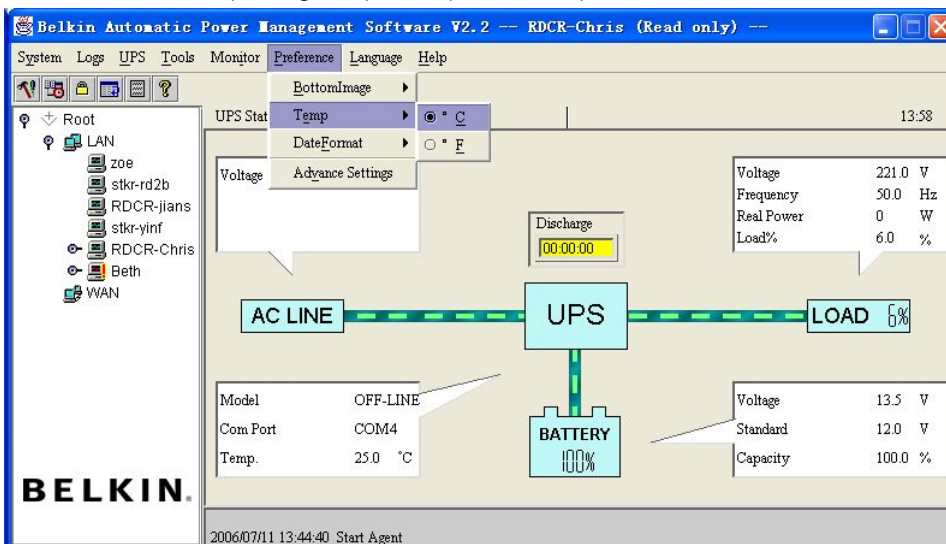 Belkin Automatic Power Management Software V2.2 -- RDCR-Chris (Read only) --
System Logs UPS Tools Monitor Preference Language Help
BottomImage
Temp
° C
° F
DateFormat
Advance Settings
Root
LAN
zoe
stkr-rd2b
RDCR-jians
stkr-yinf
RDCR-Chris
Beth
WAN
BELKIN.
UPS Stat
13:58
Voltage
Discharge
00:00:00
Voltage 221.0 V
Frequency 50.0 Hz
Real Power 0 W
Load% 6.0 %
AC LINE
UPS
LOAD 6%
Model OFF-LINE
Com Port COM4
Temp. 25.0 °C
BATTERY
100%
Voltage 13.5 V
Standard 12.0 V
Capacity 100.0 %
2006/07/11 13:44:40 Start Agent